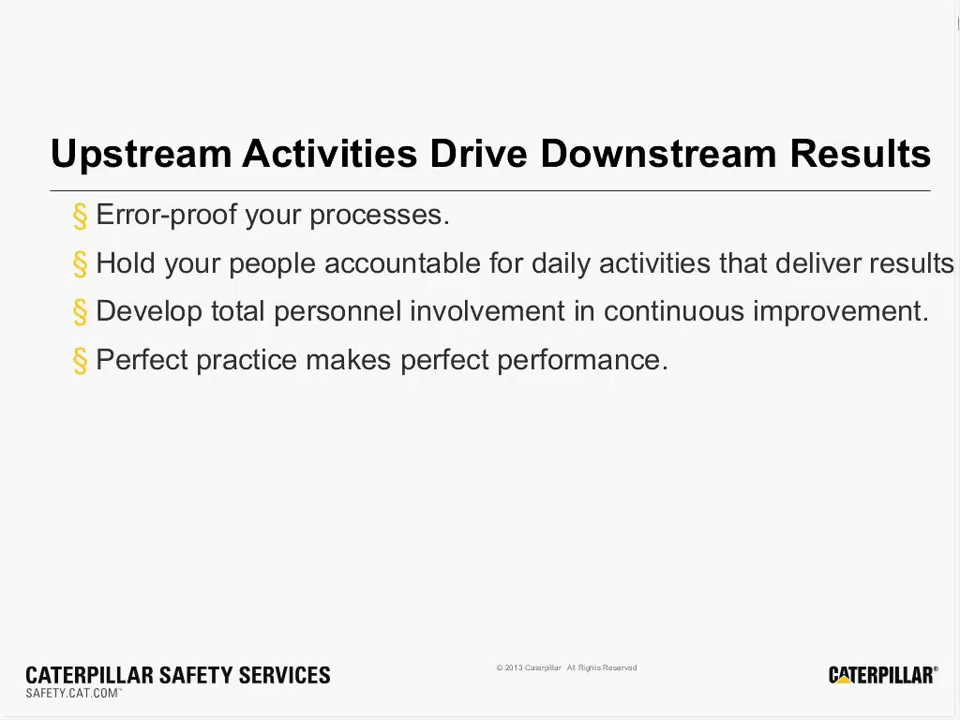 Upstream Activities Drive Downstream Results
§ Error-proof your processes.
§ Hold your people accountable for daily activities that deliver results
§ Develop total personnel involvement in continuous improvement.
§ Perfect practice makes perfect performance.
CATERPILLAR SAFETY SERVICES
SAFETY.CAT.COM™
© 2013 Caterpillar All Rights Reserved
CATERPILLAR®